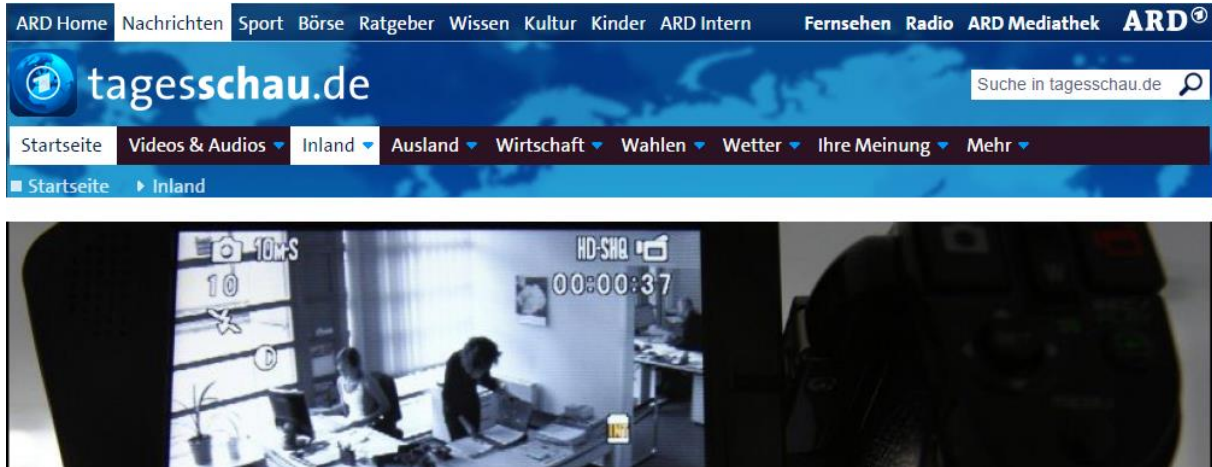 ARD Home Nachrichten Sport Börse Ratgeber Wissen Kultur Kinder ARD Intern Fernsehen Radio ARD Mediathek ARD
tagesschau.de
Suche in tagesschau.de
Startseite Videos & Audios Inland Ausland Wirtschaft Wahlen Wetter Ihre Meinung Mehr
Startseite Inland
10M-S HD-SHQ
10 00:00:37
D
INT